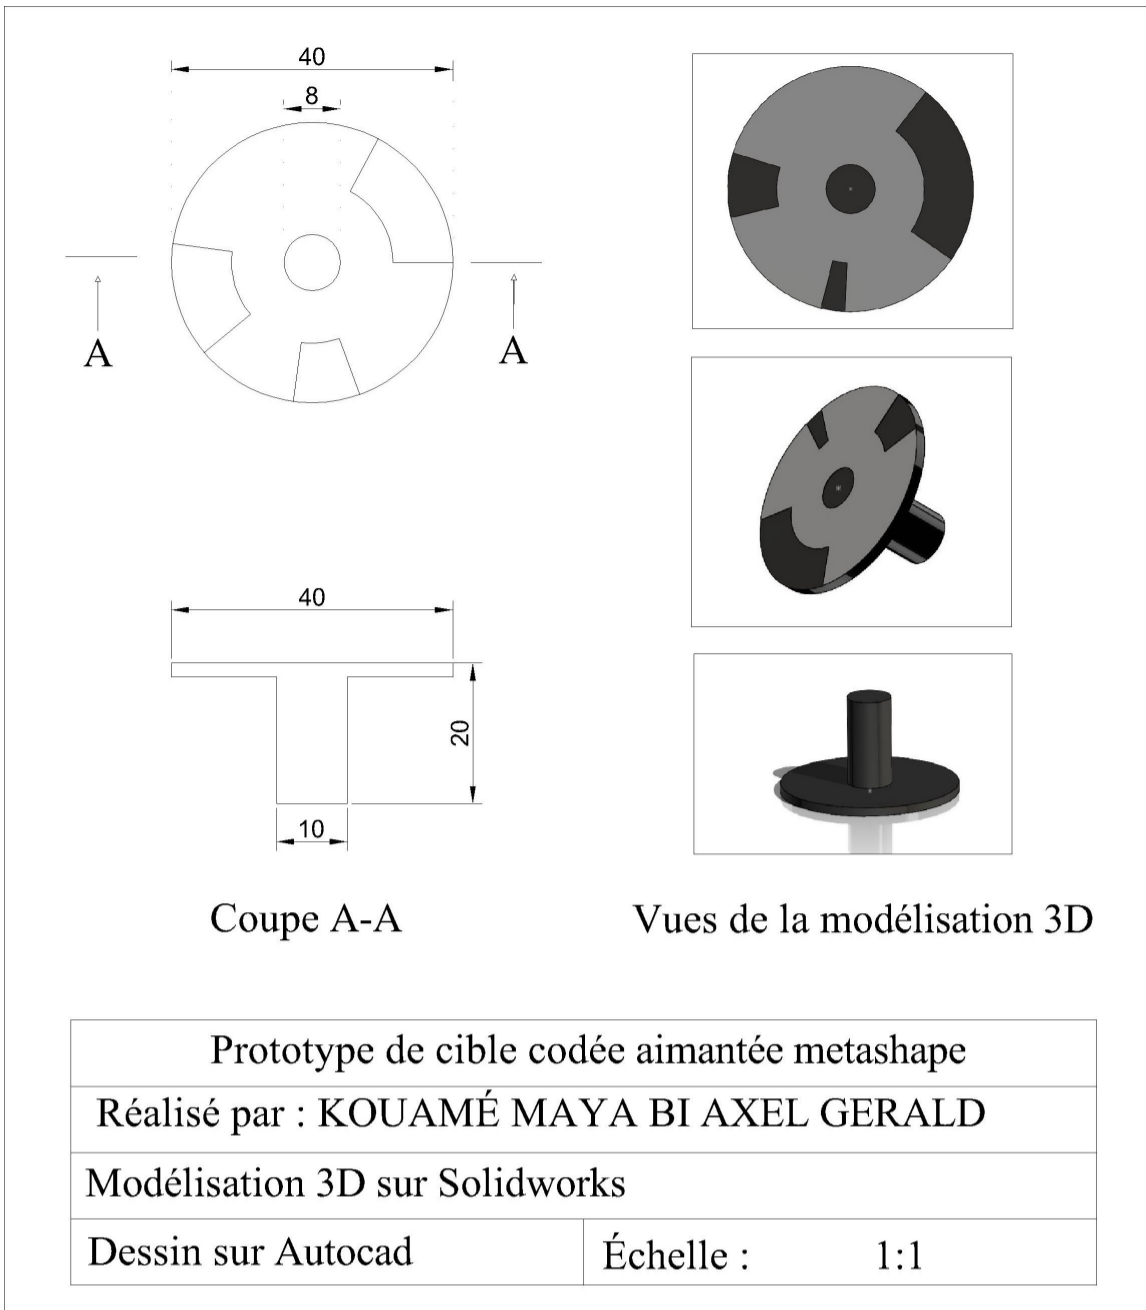 40
8
A
A
40
20
10
Coupe A-A
Vues de la modélisation 3D
Prototype de cible codée aimantée metashape
Réalisé par : KOUAMÉ MAYA BI AXEL GERALD
Modélisation 3D sur Solidworks
Dessin sur Autocad
Échelle : 1:1